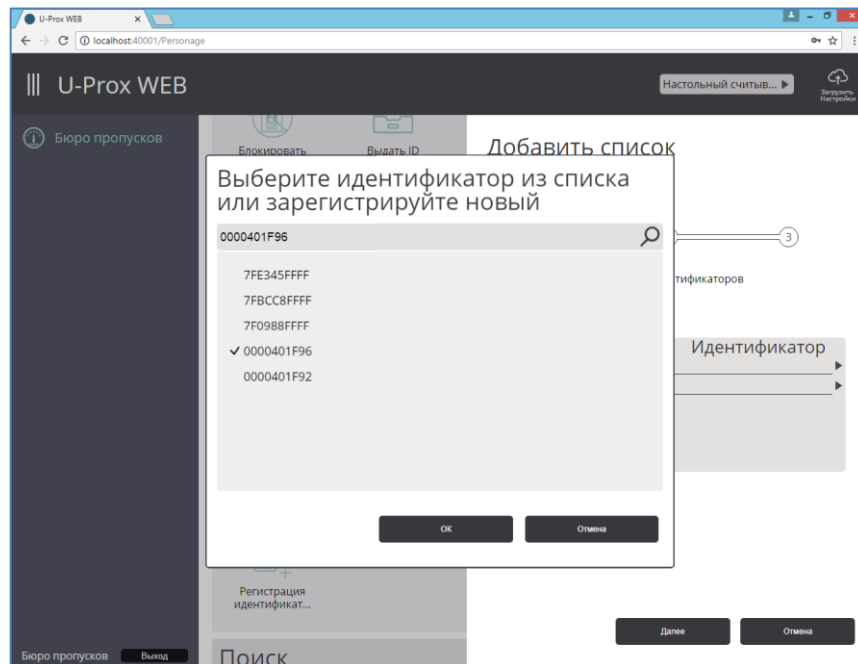 U-Prox WEB
localhost:40001/Personage
U-Prox WEB
Настольный считыв...
Загрузить
Настройки
Бюро пропусков
Блокировать
Выдать ID
Добавить список
Выберите идентификатор из списка
или зарегистрируйте новый
0000401F96
3
7FE345FFFF
тификаторов
7FBCC8FFFF
7F0988FFFF
0000401F96
Идентификатор
0000401F92
ОК
Отмена
Регистрация
идентификат...
Далее
Отмена
Бюро пропусков
Выход
Поиск